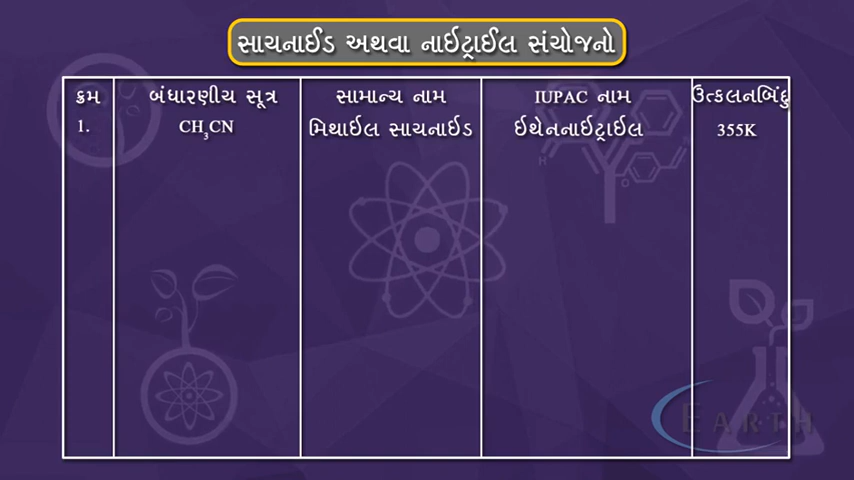 સાયનાઈડ અથવા નાઈટ્રાઈલ સંયોજનો
ક્રમ બંધારણીય સૂત્ર સામાન્ય નામ IUPAC નામ ઉત્કલનબિંદુ
1. CH₃CN મિથાઈલ સાયનાઈડ ઈથેનનાઈટ્રાઈલ 355K
EARTH